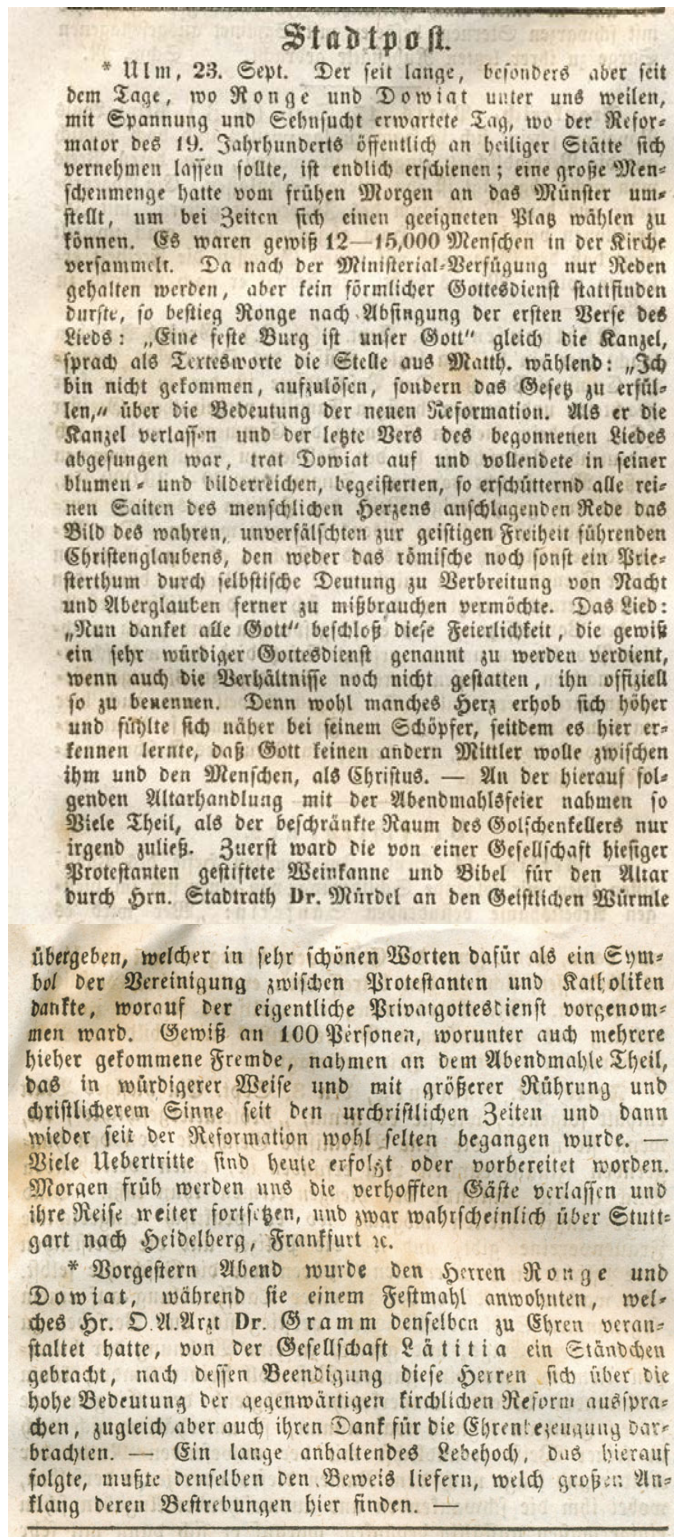 Stadtpost.
* Ulm, 23. Sept. Der seit lange, besonders aber seit
dem Tage, wo Ronge und Dowiat unter uns weilen,
mit Spannung und Sehnsucht erwartete Tag, wo der Refor-
mator des 19. Jahrhunderts öffentlich an heiliger Stätte sich
vernehmen lassen sollte, ist endlich erschienen; eine große Men-
schenmenge hatte vom frühen Morgen an das Münster um-
stellt, um bei Zeiten sich einen geeigneten Platz wählen zu
können. Es waren gewiß 12—15,000 Menschen in der Kirche
versammelt. Da nach der Ministerial-Verfügung nur Reden
gehalten werden, aber kein förmlicher Gottesdienst stattfinden
durfte, so bestieg Ronge nach Absingung der ersten Verse des
Lieds: „Eine feste Burg ist unser Gott“ gleich die Kanzel,
sprach als Textesworte die Stelle aus Matth. wählend: „Ich
bin nicht gekommen, aufzulösen, sondern das Gesetz zu erfül-
len,„ über die Bedeutung der neuen Reformation. Als er die
Kanzel verlassen und der letzte Vers des begonnenen Liedes
abgesungen war, trat Dowiat auf und vollendete in seiner
blumen- und bilderreichen, begeisterten, so erschütternd alle rei-
nen Saiten des menschlichen Herzens anschlagenden Rede das
Bild des wahren, unverfälschten zur geistigen Freiheit führenden
Christenglaubens, den weder das römische noch sonst ein Prie-
sterthum durch selbstische Deutung zu Verbreitung von Nacht
und Aberglauben ferner zu mißbrauchen vermöchte. Das Lied:
„Nun danket alle Gott“ beschloß diese Feierlichkeit, die gewiß
ein sehr würdiger Gottesdienst genannt zu werden verdient,
wenn auch die Verhältnisse noch nicht gestatten, ihn offiziell
so zu benennen. Denn wohl manches Herz erhob sich höher
und fühlte sich näher bei seinem Schöpfer, seitdem es hier er-
kennen lernte, daß Gott keinen andern Mittler wolle zwischen
ihm und den Menschen, als Christus. — An der hierauf fol-
genden Altarhandlung mit der Abendmahlsfeier nahmen so
Viele Theil, als der beschränkte Raum des Golschenkellers nur
irgend zuließ. Zuerst ward die von einer Gesellschaft hiesiger
Protestanten gestiftete Weinkanne und Bibel für den Altar
durch Hrn. Stadtrath Dr. Mürdel an den Geistlichen Würmle
übergeben, welcher in sehr schönen Worten dafür als ein Sym-
bol der Vereinigung zwischen Protestanten und Katholiken
dankte, worauf der eigentliche Privatgottesdienst vorgenom-
men ward. Gewiß an 100 Personen, worunter auch mehrere
hieher gekommene Fremde, nahmen an dem Abendmahle Theil,
das in würdigerer Weise und mit größerer Rührung und
christlicherem Sinne seit den urchristlichen Zeiten und dann
wieder seit der Reformation wohl selten begangen wurde. —
Viele Uebertritte sind heute erfolgt oder vorbereitet worden.
Morgen früh werden uns die verhofften Gäste verlassen und
ihre Reise weiter fortsetzen, und zwar wahrscheinlich über Stutt-
gart nach Heidelberg, Frankfurt ꝛc.
* Vorgestern Abend wurde den Herren Ronge und
Dowiat, während sie einem Festmahl anwohnten, wel-
ches Hr. O.A.Arzt Dr. Gramm denselben zu Ehren veran-
staltet hatte, von der Gesellschaft Lätitia ein Ständchen
gebracht, nach dessen Beendigung diese Herren sich über die
hohe Bedeutung der gegenwärtigen kirchlichen Reform ausspra-
chen, zugleich aber auch ihren Dank für die Ehrenbezeugung dar-
brachten. — Ein lange anhaltendes Lebehoch, das hierauf
folgte, mußte denselben den Beweis liefern, welch großen An-
klang deren Bestrebungen hier finden. —